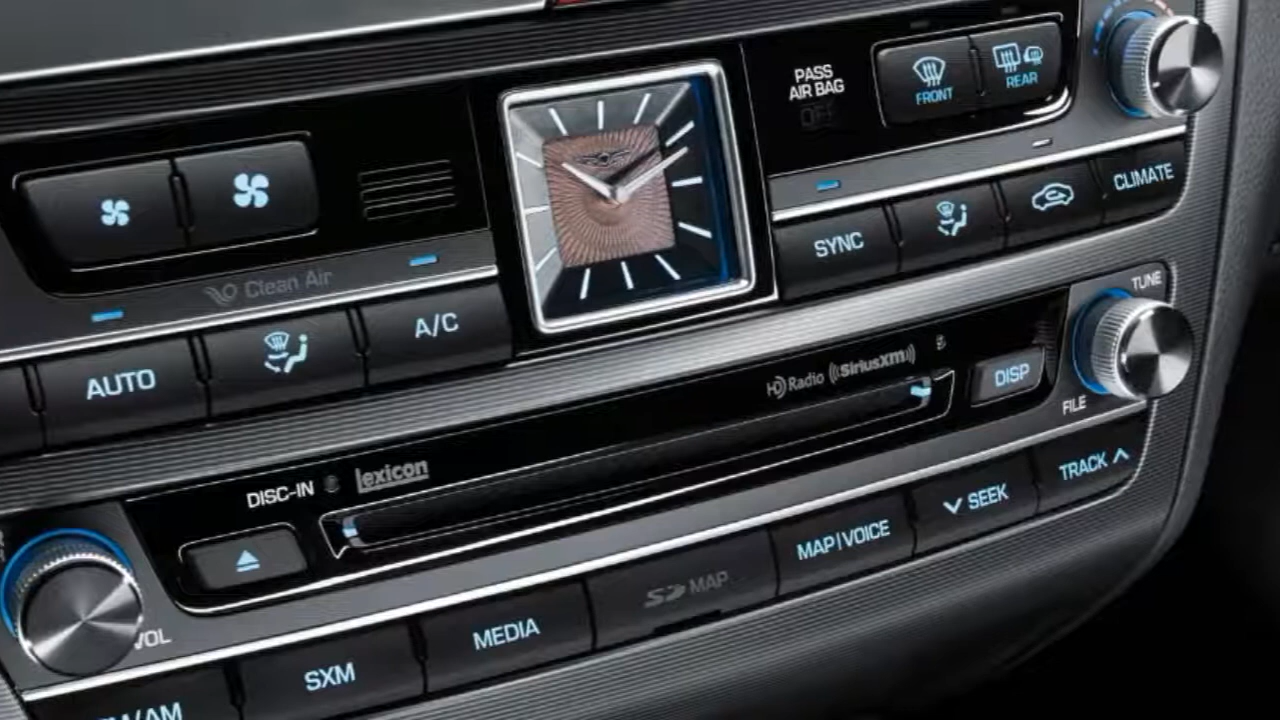 PASS
AIR BAG
OFF
FRONT
REAR
Clean Air
AUTO
A/C
SYNC
CLIMATE
TUNE
FILE
HD Radio
((SiriusXM))
DISP
DISC-IN
lexicon
VOL
SXM
MEDIA
SD MAP
MAP|VOICE
SEEK
TRACK